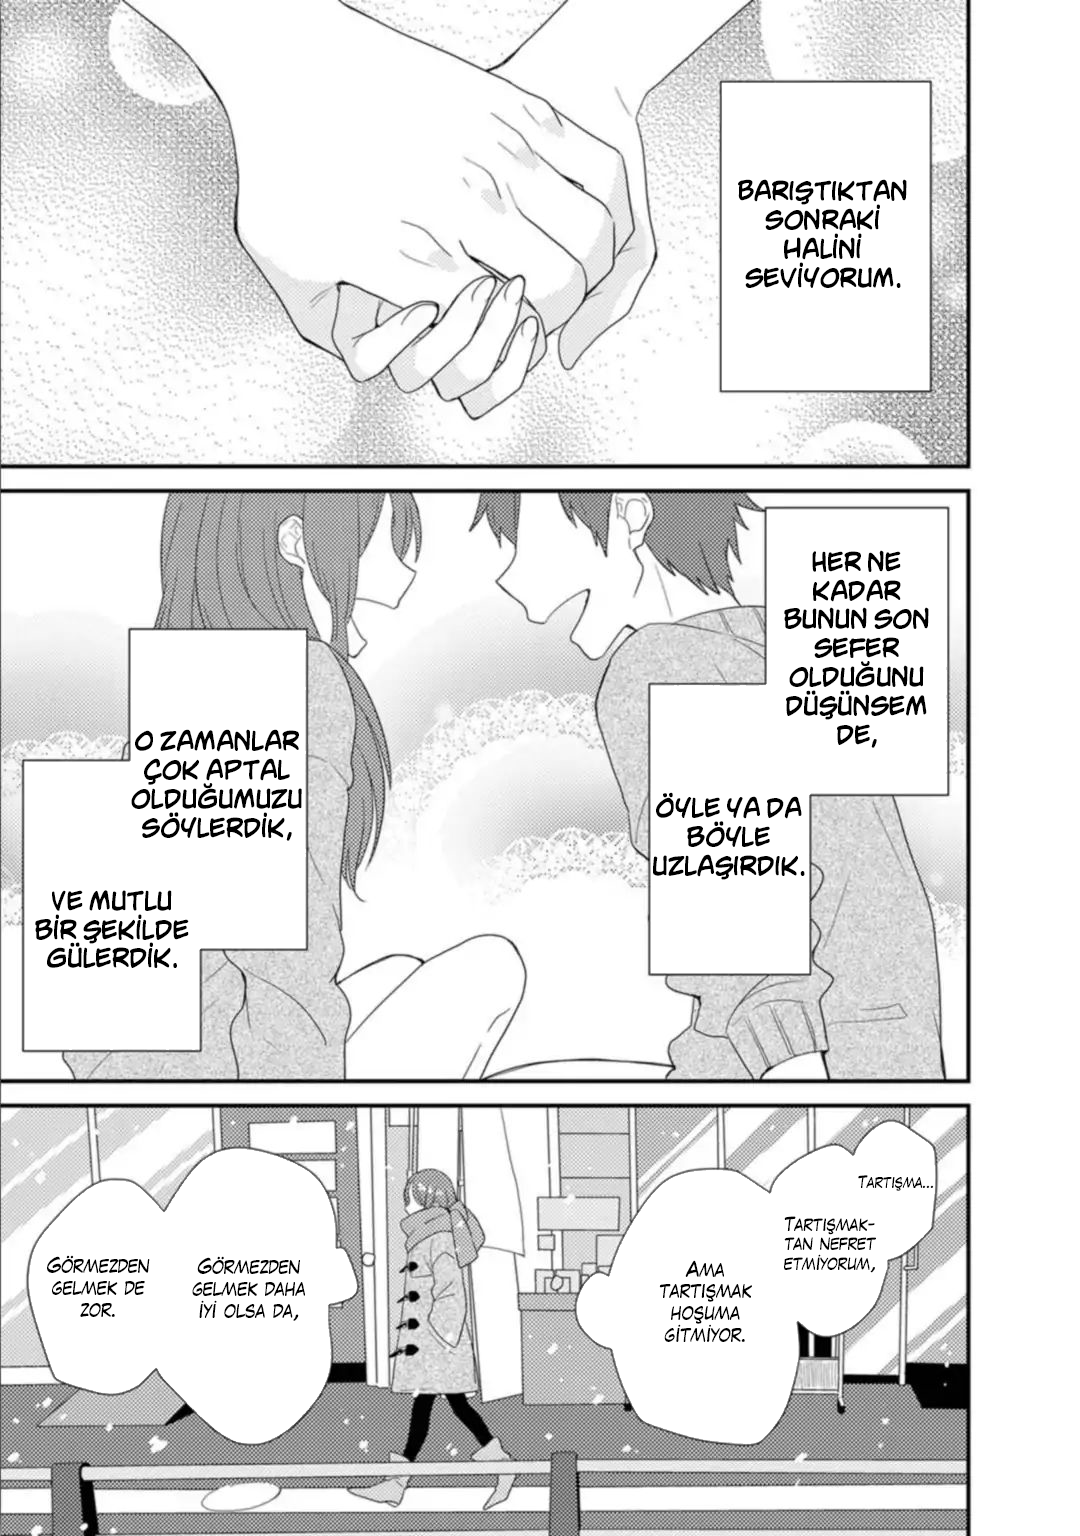 BARIŞTIKTAN
SONRAKİ
HALİNİ
SEVİYORUM.
HER NE
KADAR
BUNUN SON
SEFER
OLDUĞUNU
DÜŞÜNSEM
DE,
ÖYLE YA DA
BÖYLE
UZLAŞIRDIK.
O ZAMANLAR
ÇOK APTAL
OLDUĞUMUZU
SÖYLERDİK,
VE MUTLU
BİR ŞEKİLDE
GÜLERDİK.
TARTIŞMA...
TARTIŞMAK-
TAN NEFRET
ETMİYORUM,
AMA
TARTIŞMAK
HOŞUMA
GİTMİYOR.
GÖRMEZDEN
GELMEK DAHA
İYİ OLSA DA,
GÖRMEZDEN
GELMEK DE
ZOR.